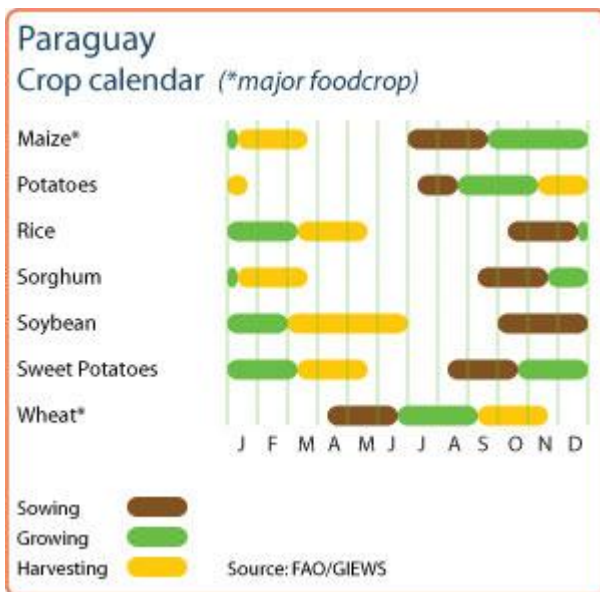 Paraguay
Crop calendar (*major foodcrop)
Maize*
Potatoes
Rice
Sorghum
Soybean
Sweet Potatoes
Wheat*
J F M A M J J A S O N D
Sowing
Growing
Harvesting Source: FAO/GIEWS